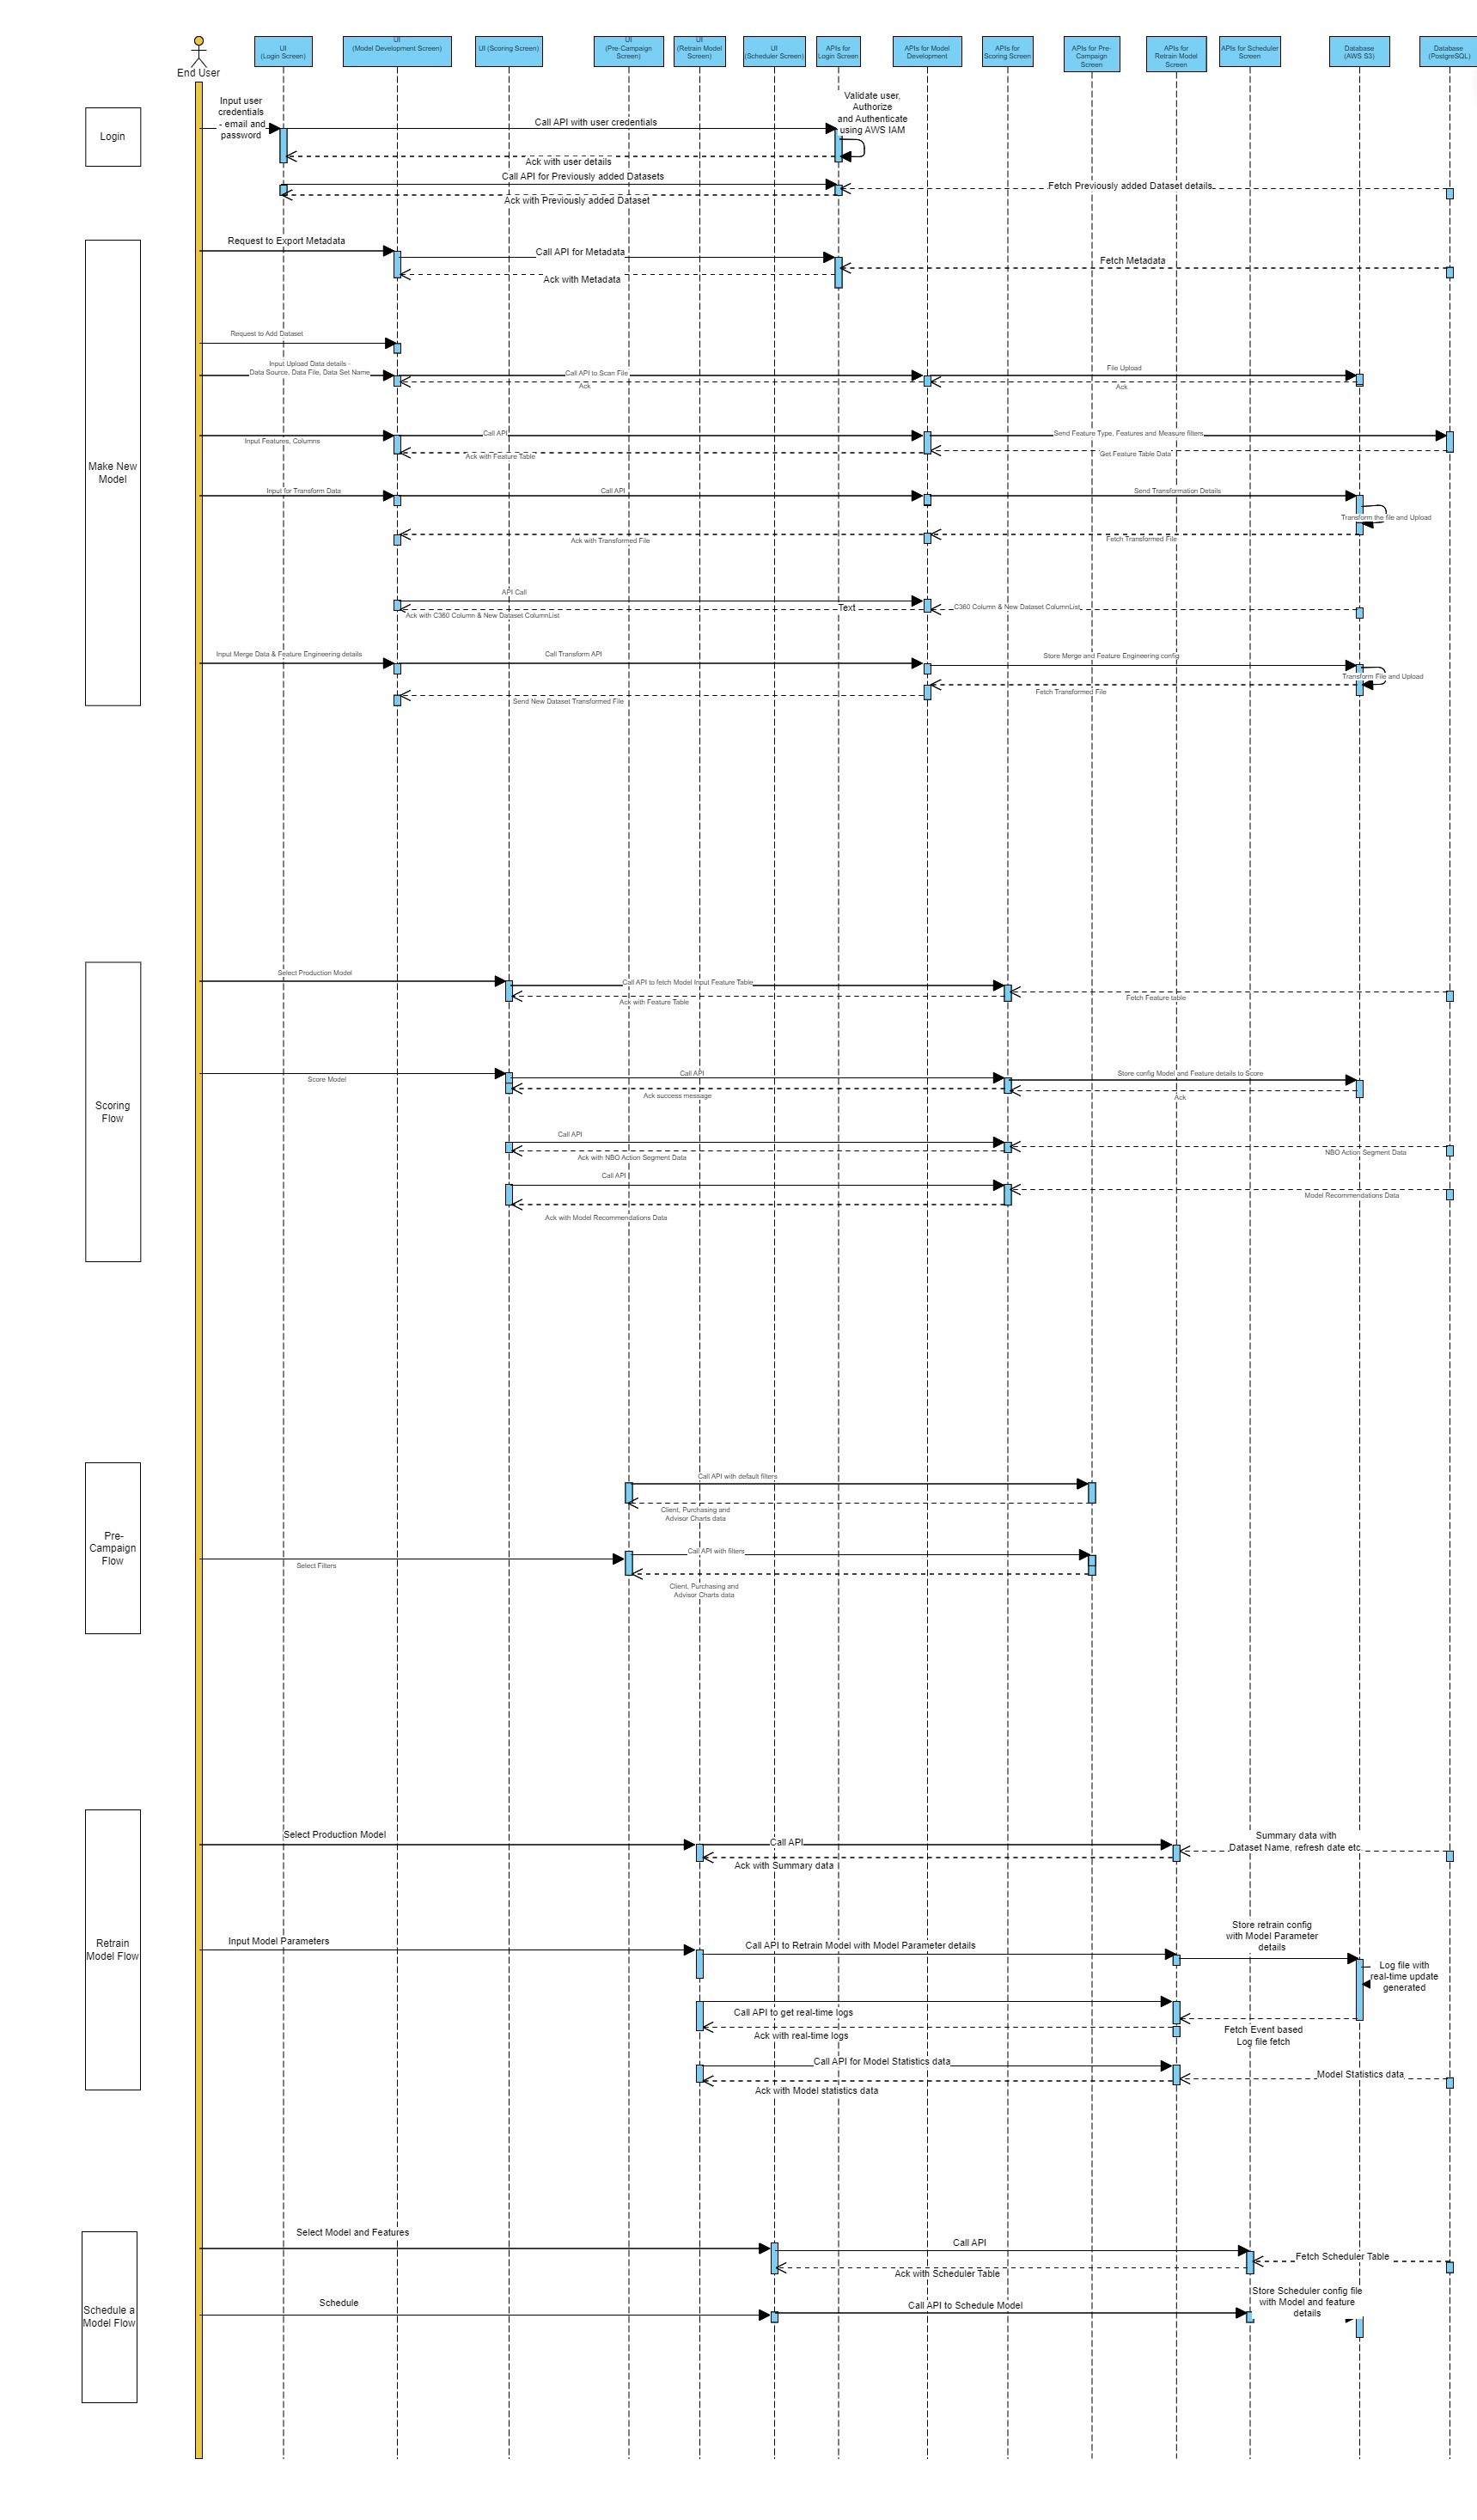 End User
UI
(Login Screen)
UI
(Model Development Screen)
UI (Scoring Screen)
UI
(Pre-Campaign
Screen)
UI
(Retrain Model
Screen)
UI
(Scheduler Screen)
APIs for
Login Screen
APIs for Model
Development
APIs for
Scoring Screen
APIs for Pre-
Campaign
Screen
APIs for
Retrain Model
Screen
APIs for Scheduler
Screen
Database
(AWS S3)
Database
(PostgreSQL)
Login
Input user
credentials
- email and
password
Call API with user credentials
Validate user,
Authorize
and Authenticate
using AWS IAM
Ack with user details
Call API for Previously added Datasets
Fetch Previously added Dataset details
Ack with Previously added Dataset
Make New
Model
Request to Export Metadata
Call API for Metadata
Fetch Metadata
Ack with Metadata
Request to Add Dataset
Input Upload Data details -
Data Source, Data File, Data Set Name
Call API to Scan File
Ack
File Upload
Ack
Input Features, Columns
Call API
Send Feature Type, Features and Measure filters
Ack with Feature Table
Get Feature Table Data
Input for Transform Data
Call API
Send Transformation Details
Transform the file and Upload
Ack with Transformed File
Fetch Transformed File
API Call
Text
C360 Column & New Dataset ColumnList
Ack with C360 Column & New Dataset ColumnList
Input Merge Data & Feature Engineering details
Call Transform API
Store Merge and Feature Engineering config
Transform File and Upload
Fetch Transformed File
Send New Dataset Transformed File
Scoring
Flow
Select Production Model
Call API to fetch Model Input Feature Table
Ack with Feature Table
Fetch Feature table
Score Model
Call API
Store config Model and Feature details to Score
Ack success message
Ack
Call API
Ack with NBO Action Segment Data
NBO Action Segment Data
Call API
Model Recommendations Data
Ack with Model Recommendations Data
Pre-
Campaign
Flow
Call API with default filters
Client, Purchasing and
Advisor Charts data
Select Filters
Call API with filters
Client, Purchasing and
Advisor Charts data
Retrain
Model Flow
Select Production Model
Call API
Summary data with
Dataset Name, refresh date etc
Ack with Summary data
Input Model Parameters
Call API to Retrain Model with Model Parameter details
Store retrain config
with Model Parameter
details
Log file with
real-time update
generated
Call API to get real-time logs
Ack with real-time logs
Fetch Event based
Log file fetch
Call API for Model Statistics data
Model Statistics data
Ack with Model statistics data
Schedule a
Model Flow
Select Model and Features
Call API
Fetch Scheduler Table
Ack with Scheduler Table
Schedule
Call API to Schedule Model
Store Scheduler config file
with Model and feature
details